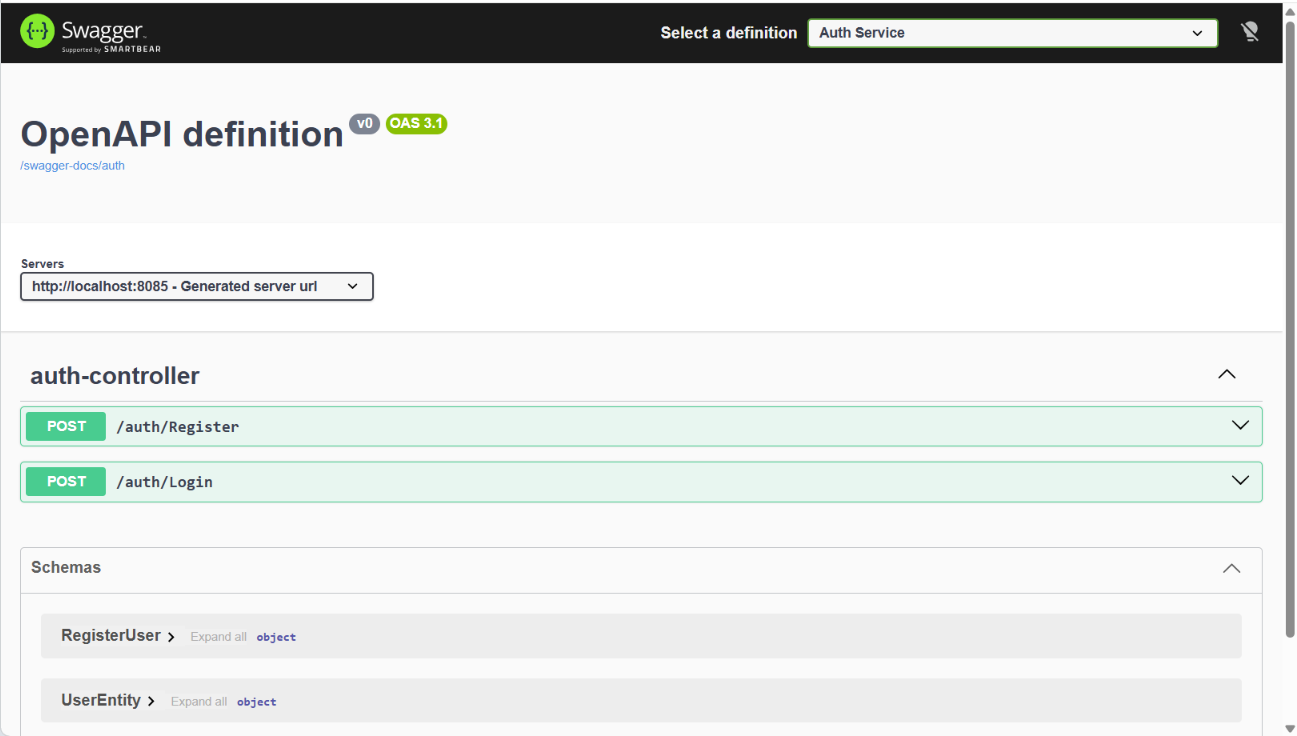 Swagger
Supported by SMARTBEAR
Select a definition
Auth Service
OpenAPI definition v0 OAS 3.1
/swagger-docs/auth
Servers
http://localhost:8085 - Generated server url
auth-controller
POST /auth/Register
POST /auth/Login
Schemas
RegisterUser Expand all object
UserEntity Expand all object